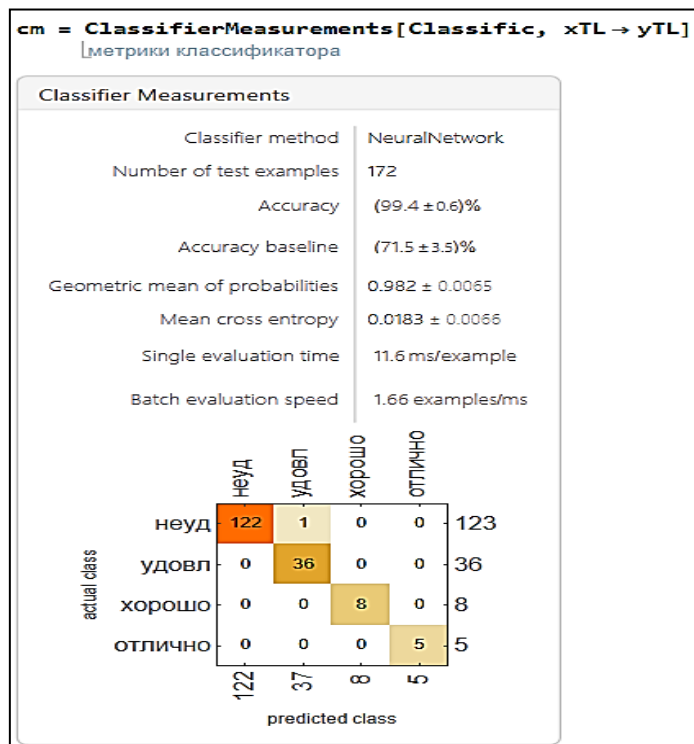 cm = ClassifierMeasurements[Classific, xTL → yTL]
метрики классификатора
Classifier Measurements
Classifier method NeuralNetwork
Number of test examples 172
Accuracy (99.4 ± 0.6)%
Accuracy baseline (71.5 ± 3.5)%
Geometric mean of probabilities 0.982 ± 0.0065
Mean cross entropy 0.0183 ± 0.0066
Single evaluation time 11.6 ms/example
Batch evaluation speed 1.66 examples/ms
неуд удовл хорошо отлично
неуд 122 1 0 0 123
удовл 0 36 0 0 36
хорошо 0 0 8 0 8
отлично 0 0 0 5 5
actual class
122 37 8 5
predicted class